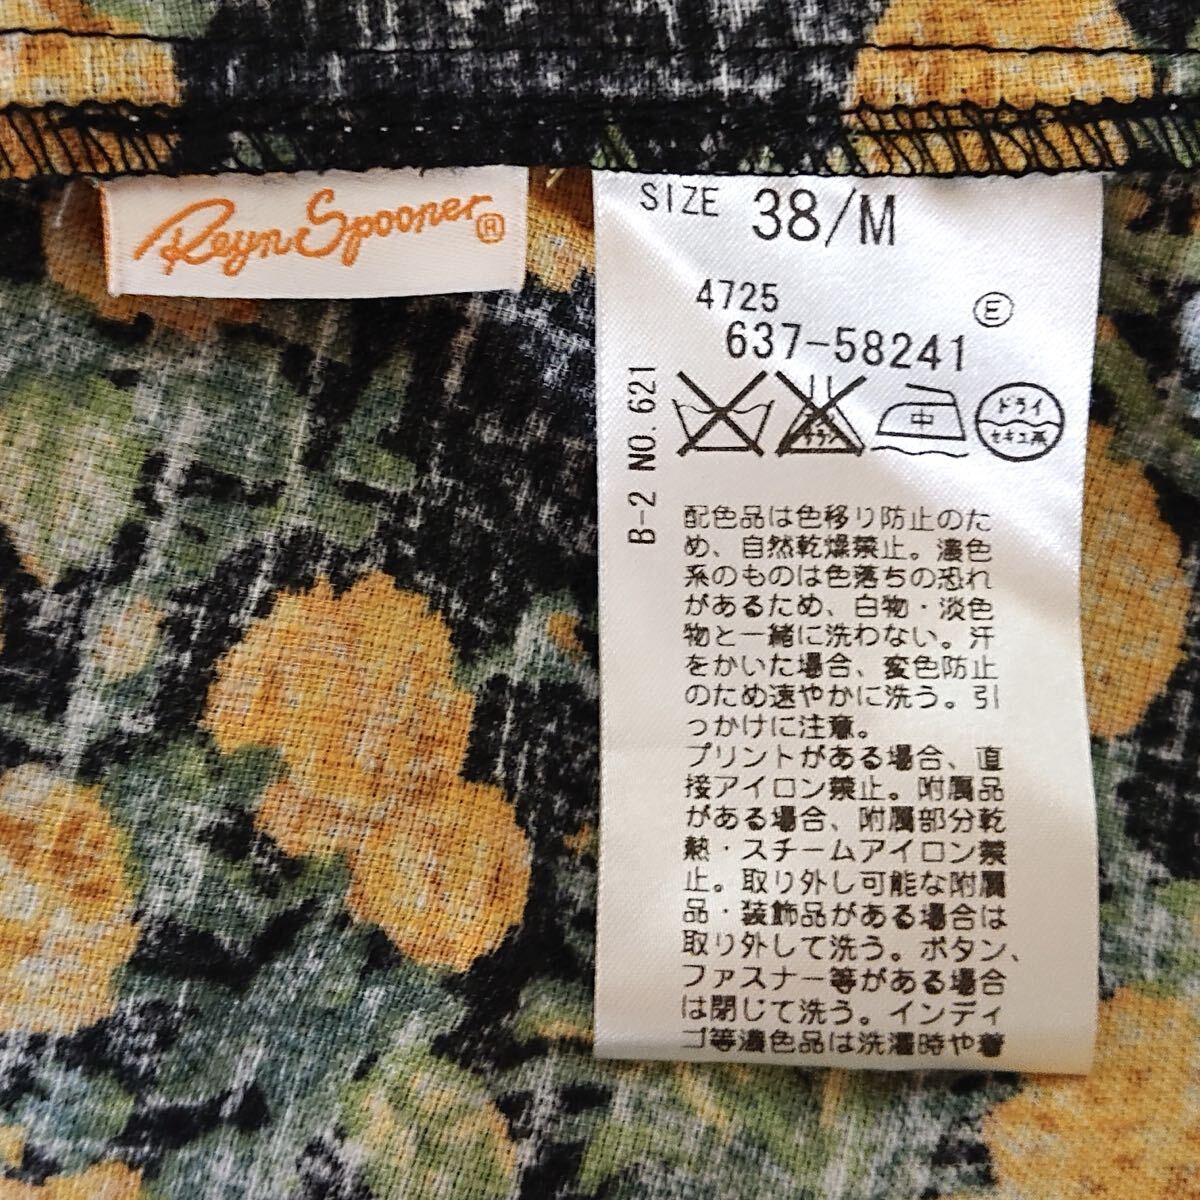 Reyn Spooner®
SIZE 38/M
4725
Ⓔ
637-58241
B-2 NO. 621
中
ドライ
セキユ系
配色品は色移り防止のた
め、自然乾燥禁止。濃色
系のものは色落ちの恐れ
があるため、白物・淡色
物と一緒に洗わない。汗
をかいた場合、変色防止
のため速やかに洗う。引
っかけに注意。
プリントがある場合、直
接アイロン禁止。附属品
がある場合、附属部分乾
熱・スチームアイロン禁
止。取り外し可能な附属
品・装飾品がある場合は
取り外して洗う。ボタン、
ファスナー等がある場合
は閉じて洗う。インディ
ゴ等濃色品は洗濯時や着